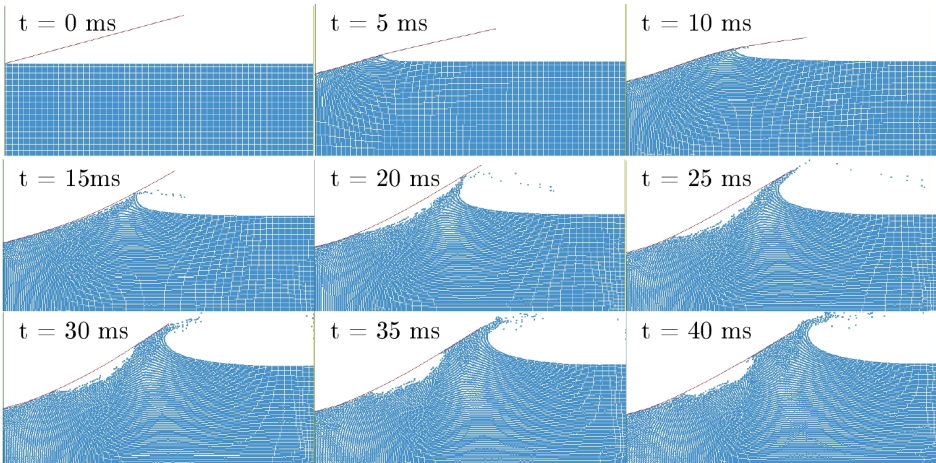 t = 0 ms
t = 5 ms
t = 10 ms
t = 15ms
t = 20 ms
t = 25 ms
t = 30 ms
t = 35 ms
t = 40 ms